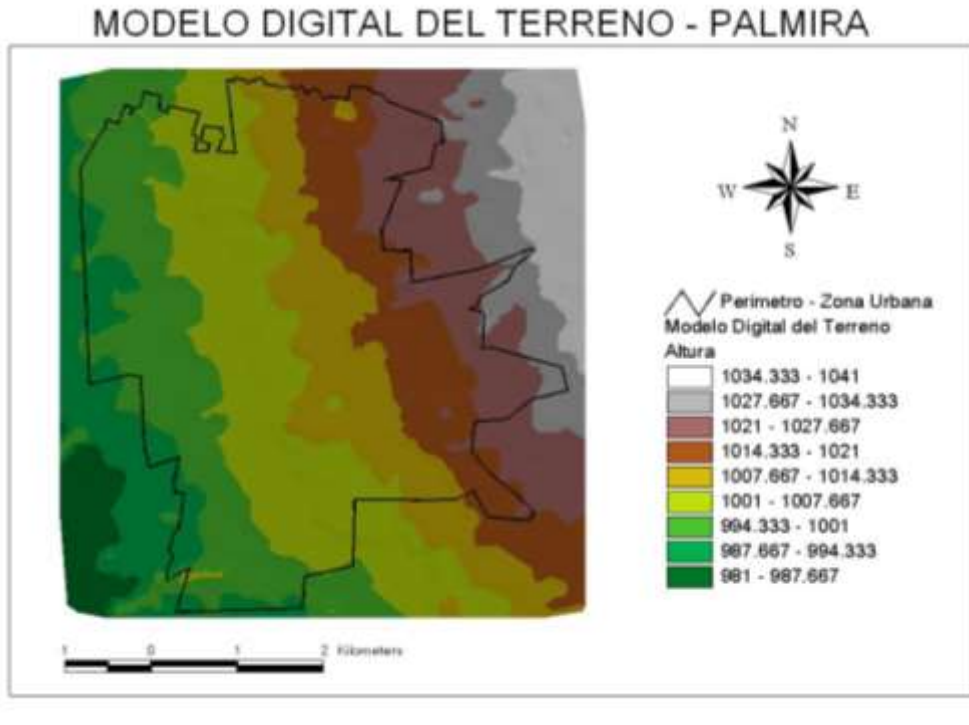 MODELO DIGITAL DEL TERRENO - PALMIRA
N
W E
S
Perimetro - Zona Urbana
Modelo Digital del Terreno
Altura
1034.333 - 1041
1027.667 - 1034.333
1021 - 1027.667
1014.333 - 1021
1007.667 - 1014.333
1001 - 1007.667
994.333 - 1001
987.667 - 994.333
981 - 987.667
1 0 1 2 Kilometers